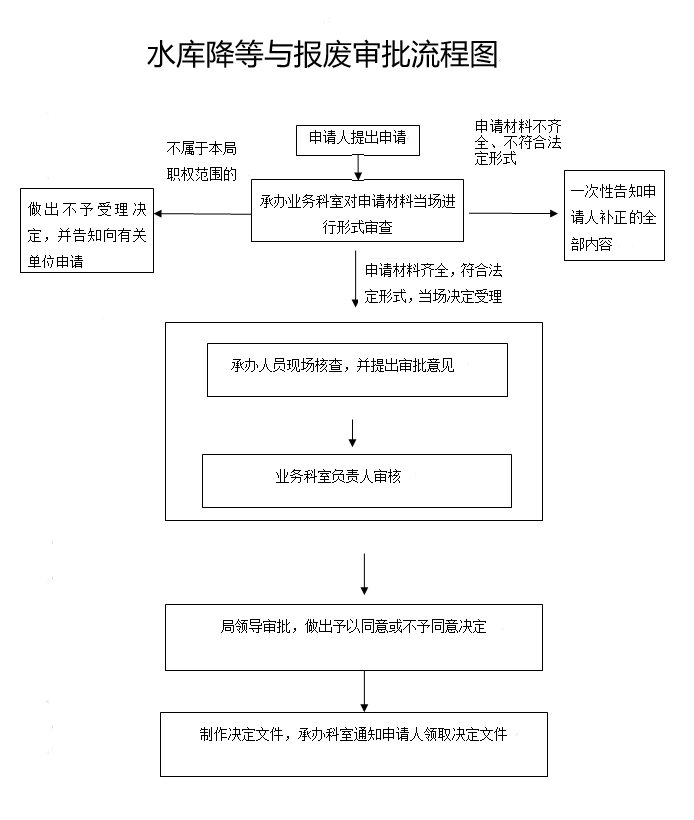 水库降等与报废审批流程图
申请人提出申请
申请材料不齐
全、不符合法
定形式
不属于本局
职权范围的
承办业务科室对申请材料当场进
行形式审查
做出不予受理决
定，并告知向有关
单位申请
一次性告知申
请人补正的全
部内容
申请材料齐全，符合法
定形式，当场决定受理
承办人员现场核查，并提出审批意见
业务科室负责人审核
局领导审批，做出予以同意或不予同意决定
制作决定文件，承办科室通知申请人领取决定文件